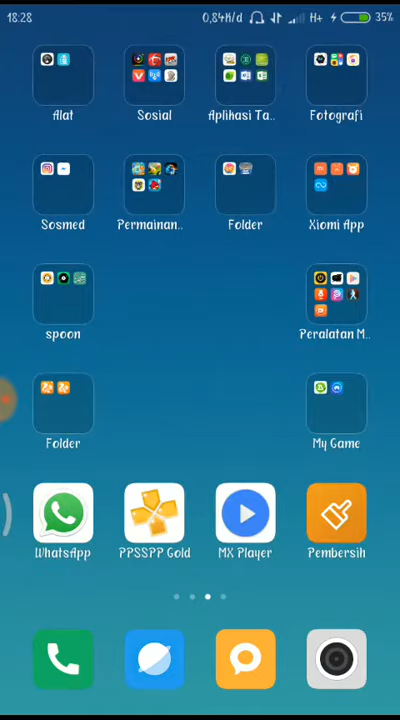 18:28 0,84K/d H+ 35%
Alat Sosial Aplikasi Ta.. Fotografi
Sosmed Permainan.. Folder Xiomi App
spoon Peralatan M..
Folder My Game
WhatsApp PPSSPP Gold MX Player Pembersih